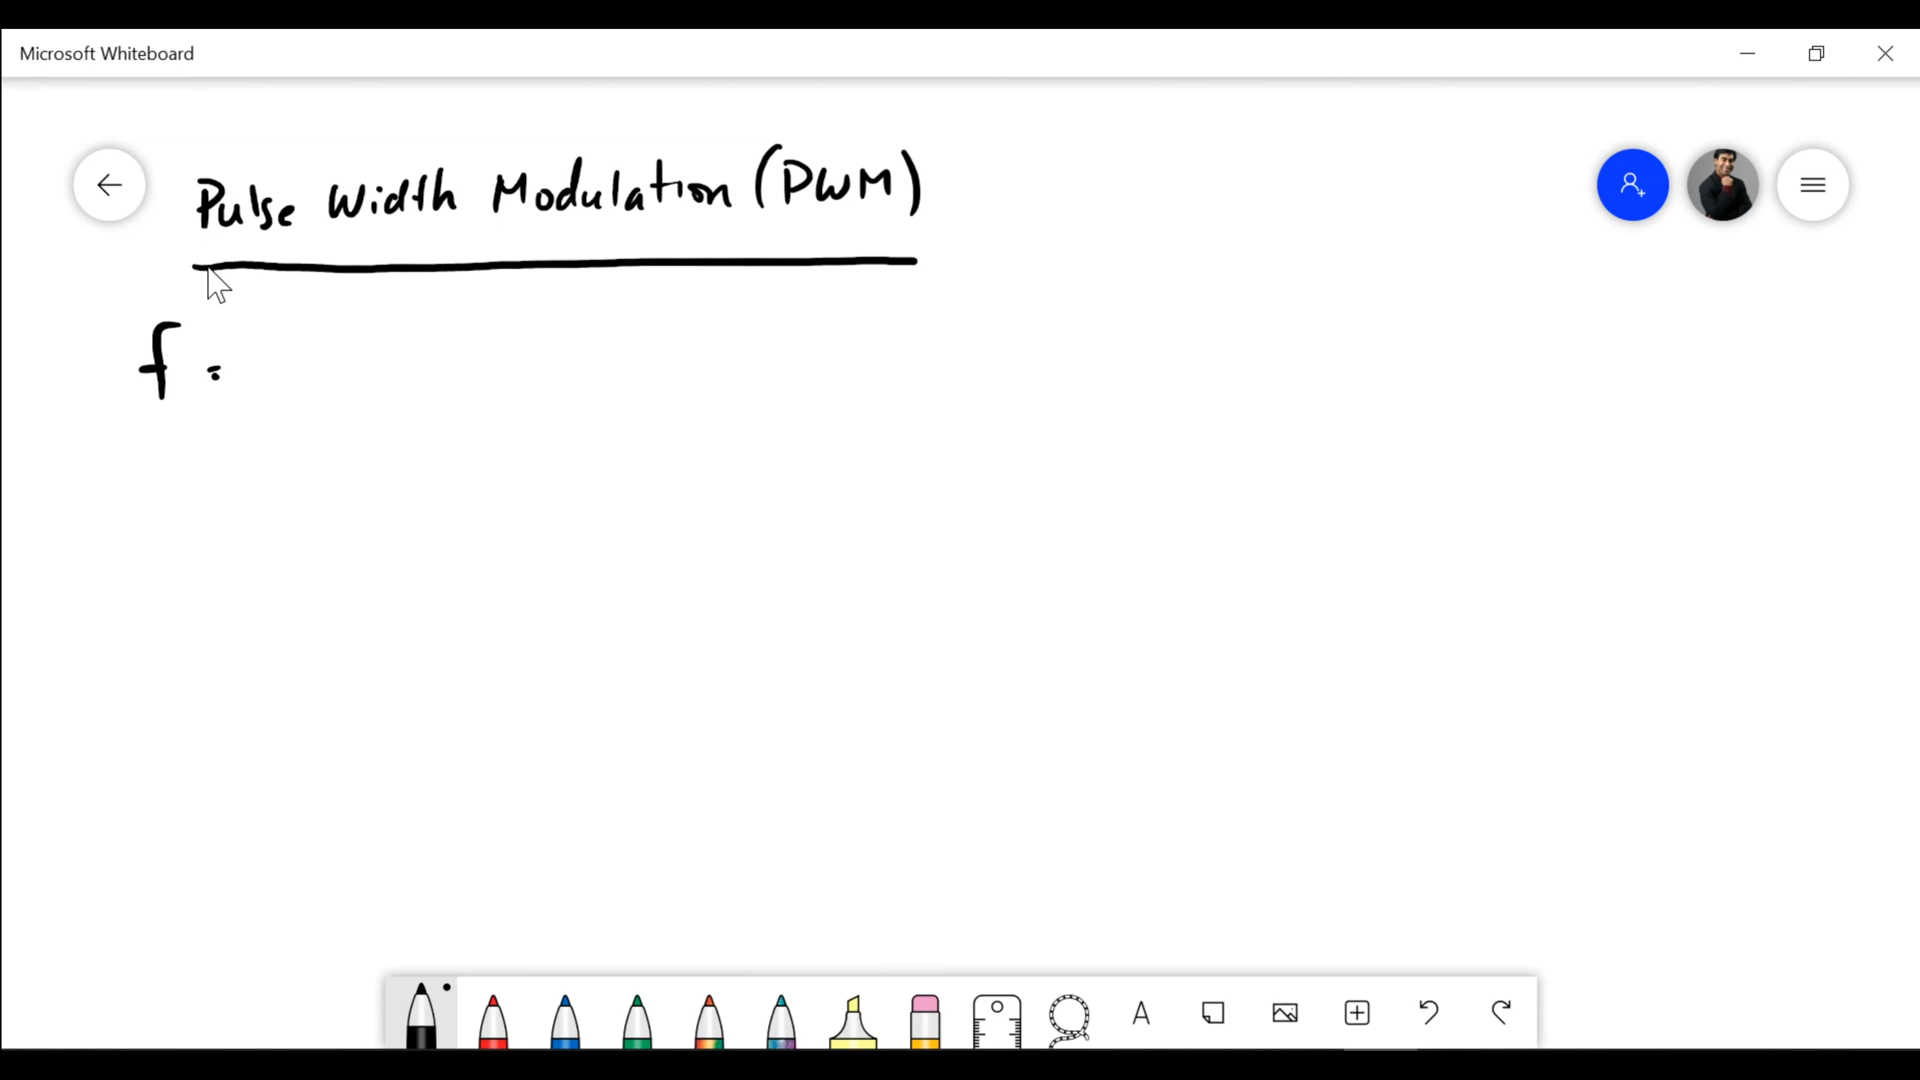 Microsoft Whiteboard
Pulse Width Modulation (PWM)
f =
A